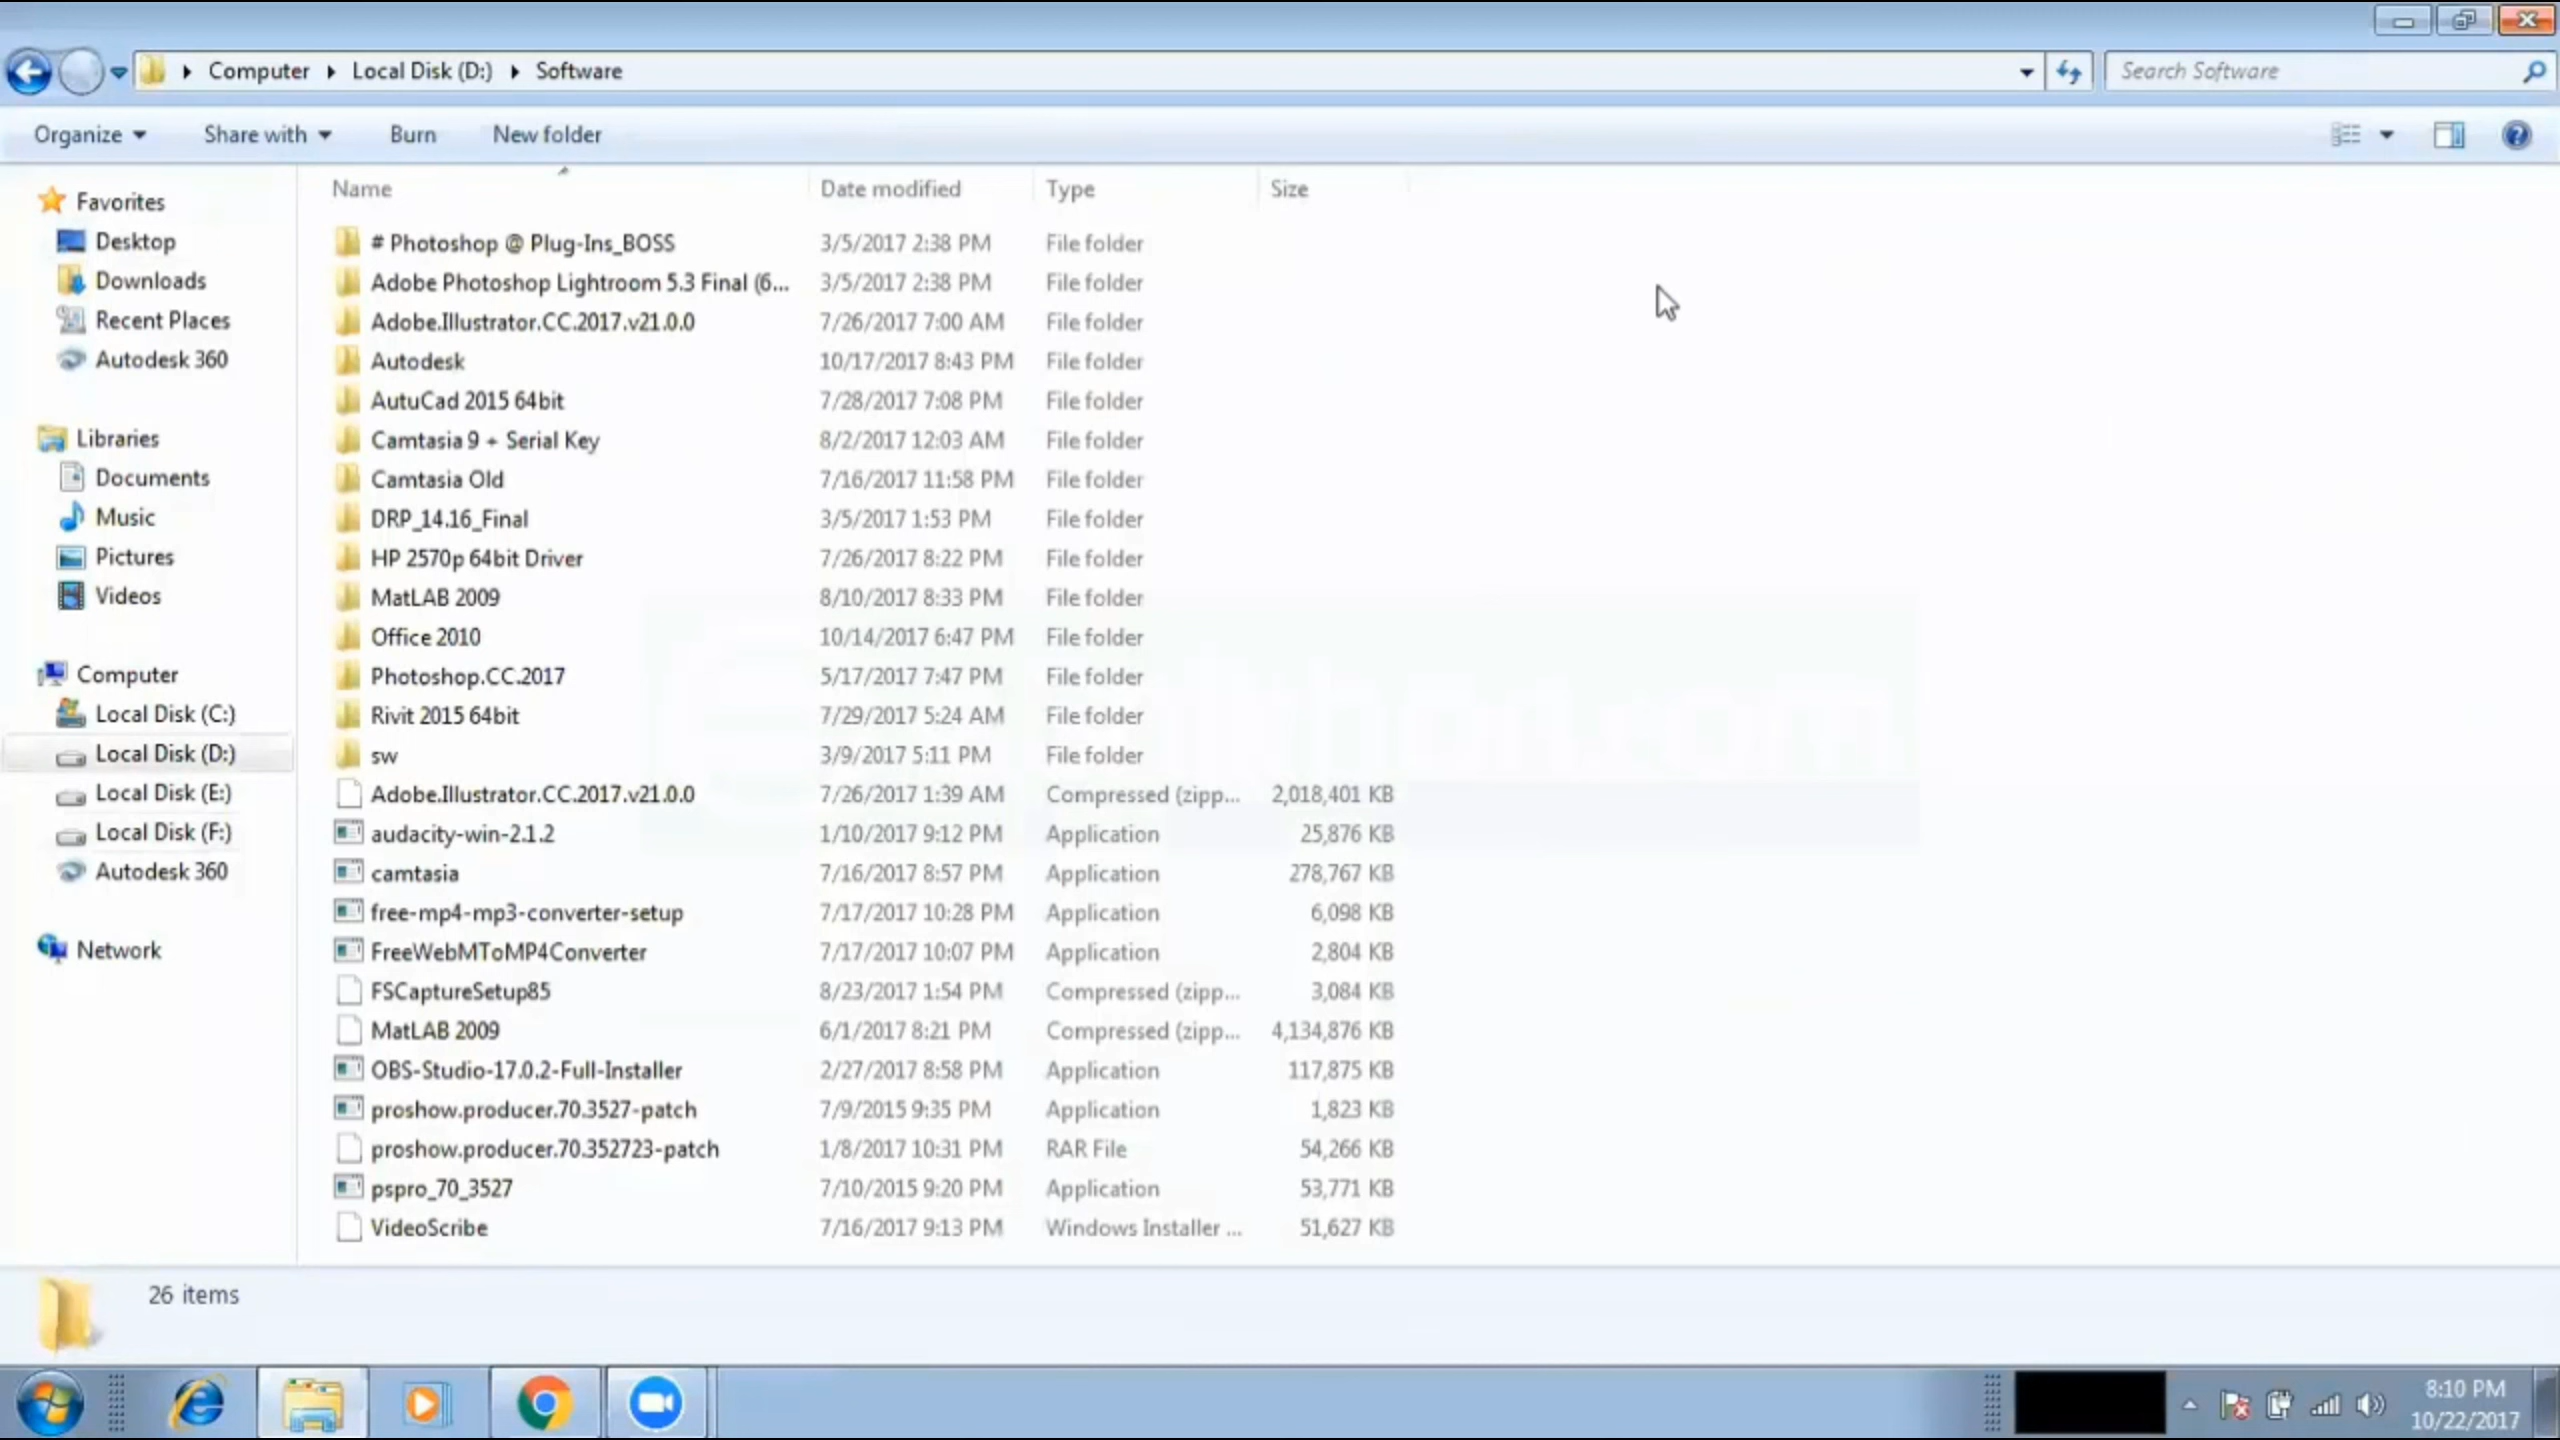 Computer Local Disk (D:) Software
Search Software
Organize Share with Burn New folder
Name Date modified Type Size
Favorites
Desktop
Downloads
Recent Places
Autodesk 360
Libraries
Documents
Music
Pictures
Videos
Computer
Local Disk (C:)
Local Disk (D:)
Local Disk (E:)
Local Disk (F:)
Autodesk 360
Network
# Photoshop @ Plug-Ins_BOSS 3/5/2017 2:38 PM File folder
Adobe Photoshop Lightroom 5.3 Final (6... 3/5/2017 2:38 PM File folder
Adobe.Illustrator.CC.2017.v21.0.0 7/26/2017 7:00 AM File folder
Autodesk 10/17/2017 8:43 PM File folder
AutuCad 2015 64bit 7/28/2017 7:08 PM File folder
Camtasia 9 + Serial Key 8/2/2017 12:03 AM File folder
Camtasia Old 7/16/2017 11:58 PM File folder
DRP_14.16_Final 3/5/2017 1:53 PM File folder
HP 2570p 64bit Driver 7/26/2017 8:22 PM File folder
MatLAB 2009 8/10/2017 8:33 PM File folder
Office 2010 10/14/2017 6:47 PM File folder
Photoshop.CC.2017 5/17/2017 7:47 PM File folder
Rivit 2015 64bit 7/29/2017 5:24 AM File folder
sw 3/9/2017 5:11 PM File folder
Adobe.Illustrator.CC.2017.v21.0.0 7/26/2017 1:39 AM Compressed (zipp... 2,018,401 KB
audacity-win-2.1.2 1/10/2017 9:12 PM Application 25,876 KB
camtasia 7/16/2017 8:57 PM Application 278,767 KB
free-mp4-mp3-converter-setup 7/17/2017 10:28 PM Application 6,098 KB
FreeWebMToMP4Converter 7/17/2017 10:07 PM Application 2,804 KB
FSCaptureSetup85 8/23/2017 1:54 PM Compressed (zipp... 3,084 KB
MatLAB 2009 6/1/2017 8:21 PM Compressed (zipp... 4,134,876 KB
OBS-Studio-17.0.2-Full-Installer 2/27/2017 8:58 PM Application 117,875 KB
proshow.producer.70.3527-patch 7/9/2015 9:35 PM Application 1,823 KB
proshow.producer.70.352723-patch 1/8/2017 10:31 PM RAR File 54,266 KB
pspro_70_3527 7/10/2015 9:20 PM Application 53,771 KB
VideoScribe 7/16/2017 9:13 PM Windows Installer ... 51,627 KB
26 items
8:10 PM
10/22/2017